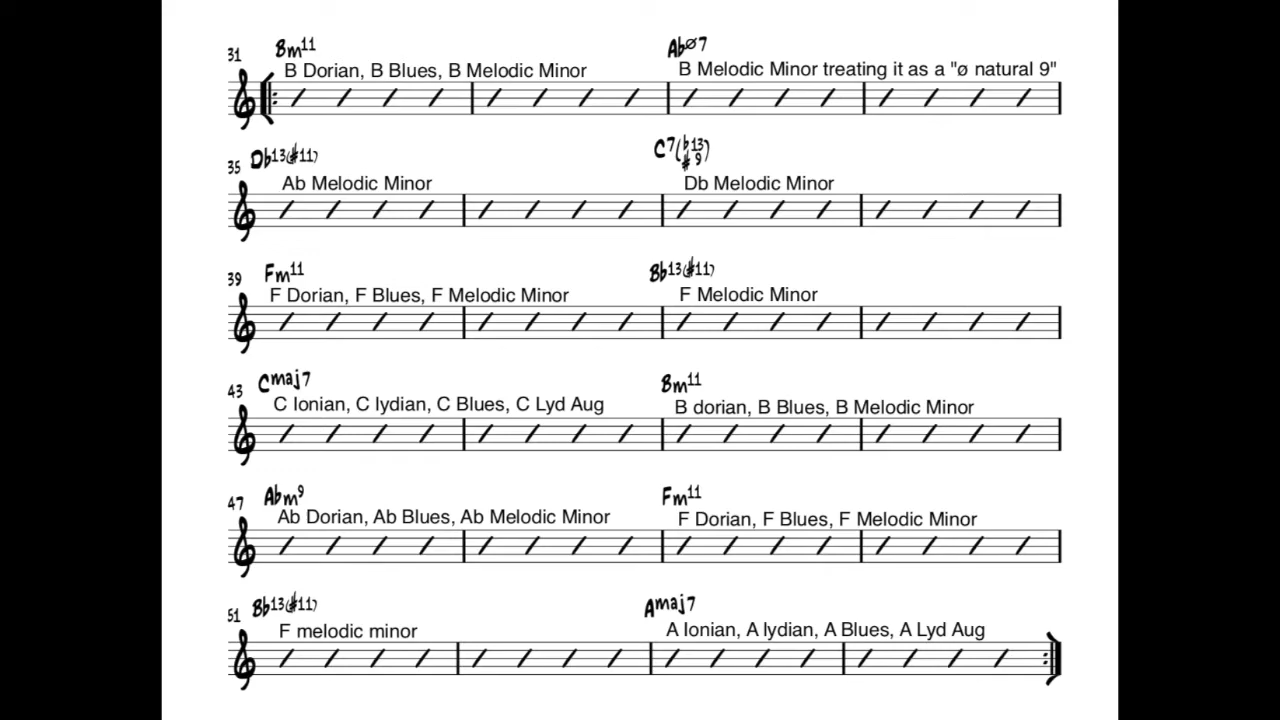 Bm11 Abø7
31 B Dorian, B Blues, B Melodic Minor B Melodic Minor treating it as a "ø natural 9"
Db13(#11) C7(b13 #9)
35 Ab Melodic Minor Db Melodic Minor
Fm11 Bb13(#11)
39 F Dorian, F Blues, F Melodic Minor F Melodic Minor
Cmaj7 Bm11
43 C Ionian, C lydian, C Blues, C Lyd Aug B dorian, B Blues, B Melodic Minor
Abm9 Fm11
47 Ab Dorian, Ab Blues, Ab Melodic Minor F Dorian, F Blues, F Melodic Minor
Bb13(#11) Amaj7
51 F melodic minor A Ionian, A lydian, A Blues, A Lyd Aug